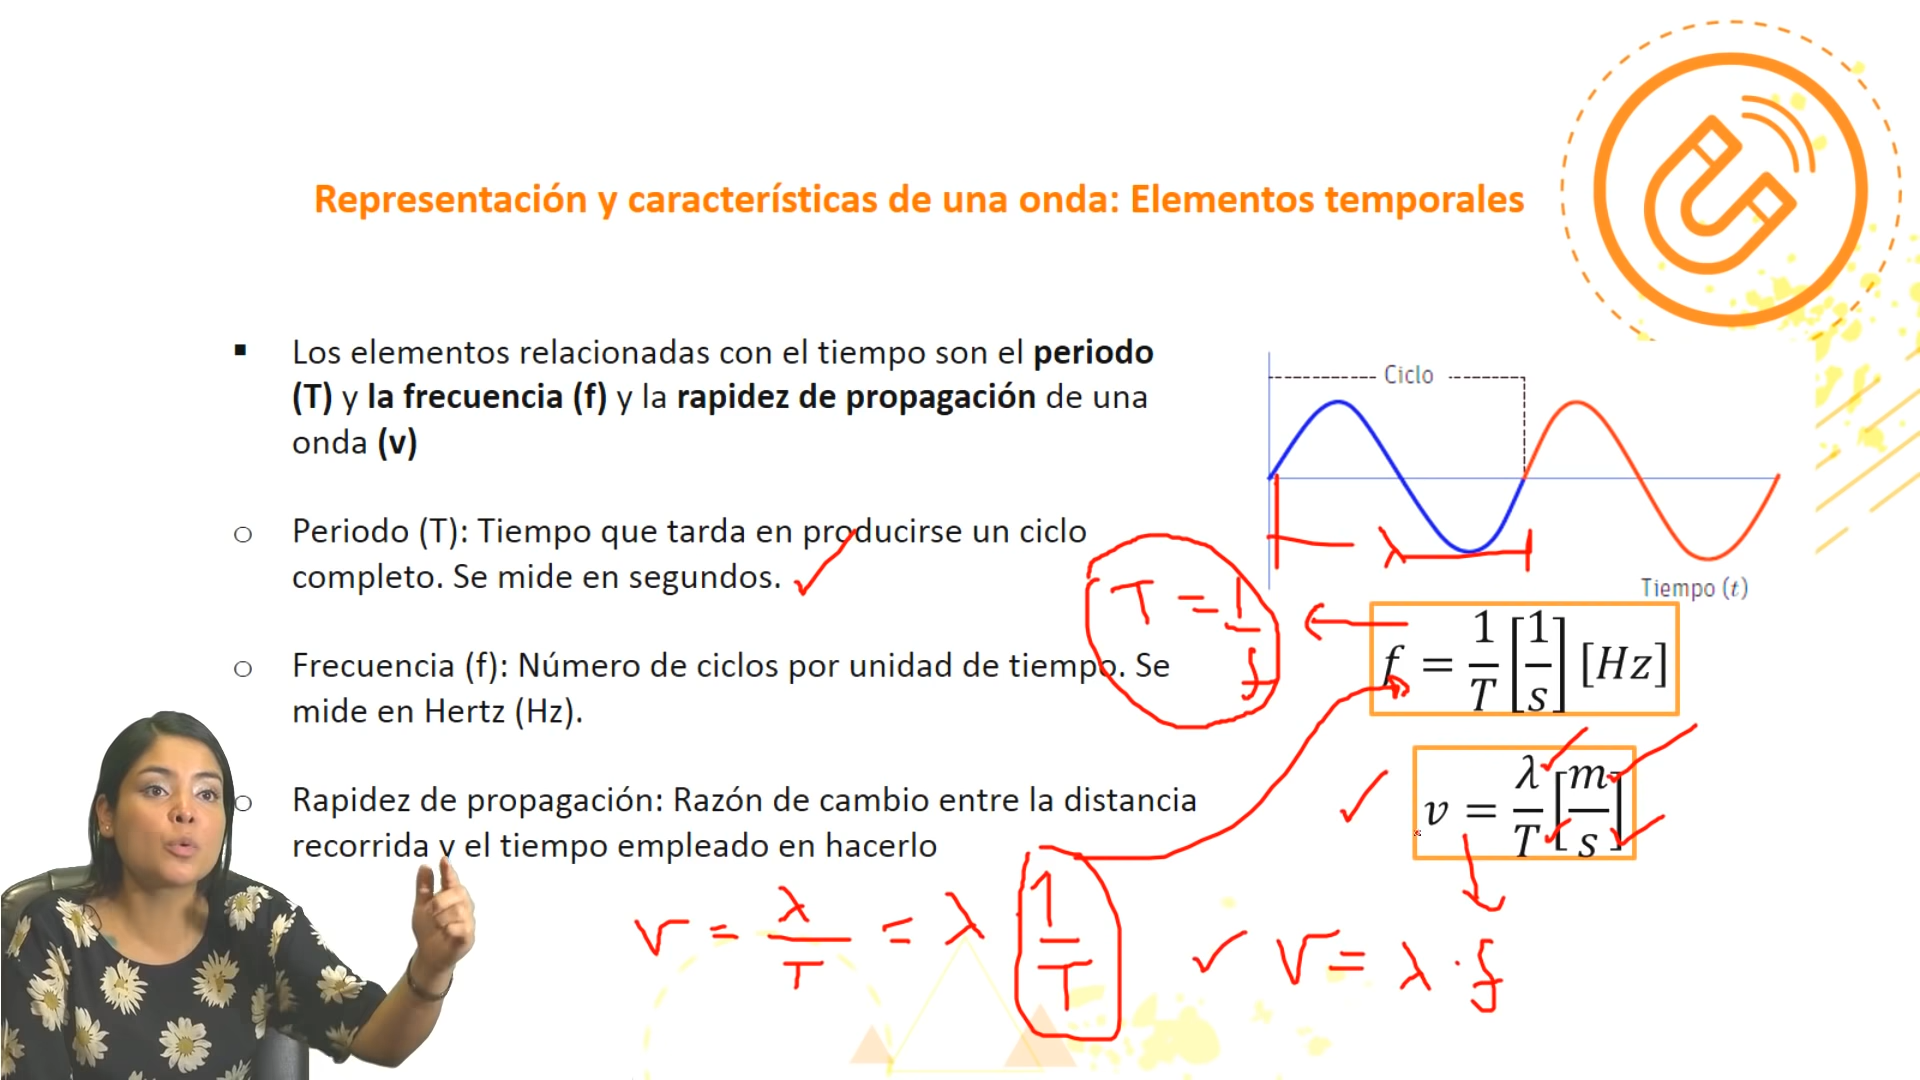 Representación y características de una onda: Elementos temporales
▪ Los elementos relacionadas con el tiempo son el periodo
(T) y la frecuencia (f) y la rapidez de propagación de una
onda (v)
Ciclo
o Periodo (T): Tiempo que tarda en producirse un ciclo
completo. Se mide en segundos. ✓
λ
Tiempo (t)
T = 1/f
f = 1/T [1/s] [Hz]
o Frecuencia (f): Número de ciclos por unidad de tiempo. Se
mide en Hertz (Hz).
v = λ/T [m/s]
o Rapidez de propagación: Razón de cambio entre la distancia
recorrida y el tiempo empleado en hacerlo
v = λ/T = λ 1/T ✓ v = λ · f